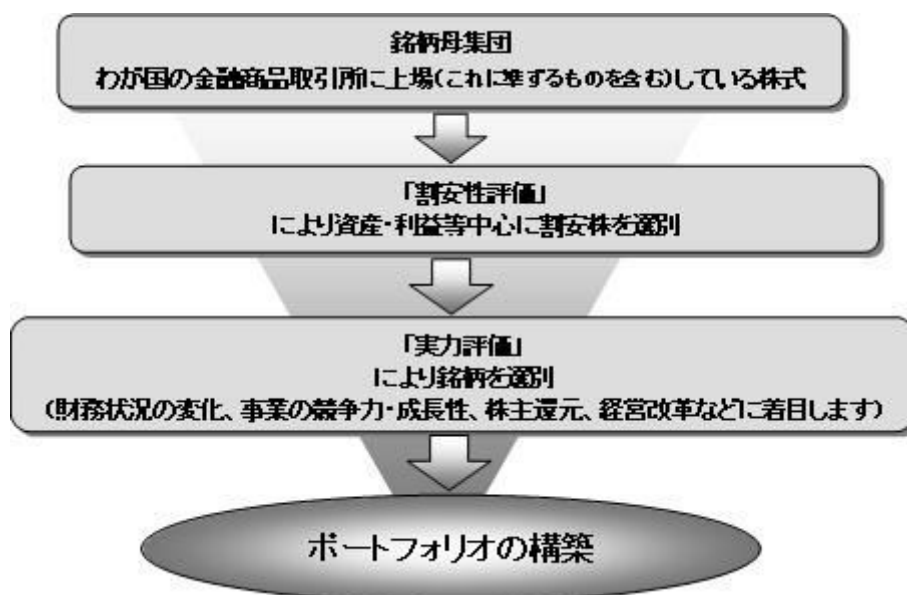 銘柄母集団
わが国の金融商品取引所に上場(これに準ずるものを含む)している株式
「割安性評価」
により資産・利益等中心に割安株を選別
「実力評価」
により銘柄を選別
(財務状況の変化、事業の競争力・成長性、株主還元、経営改革などに着目します)
ポートフォリオの構築